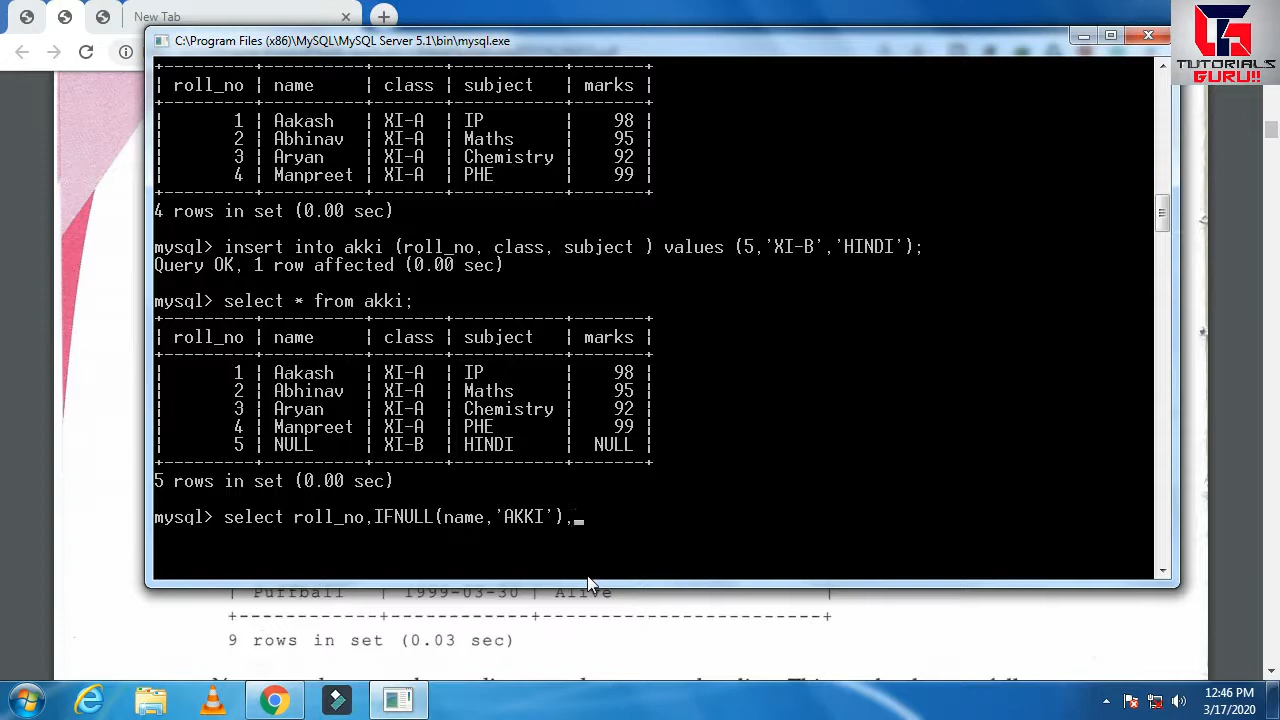 New Tab
C:\Program Files (x86)\MySQL\MySQL Server 5.1\bin\mysql.exe
TUTORIALS
GURU!!
+---------+----------+-------+-----------+-------+
| roll_no | name | class | subject | marks |
+---------+----------+-------+-----------+-------+
| 1 | Aakash | XI-A | IP | 98 |
| 2 | Abhinav | XI-A | Maths | 95 |
| 3 | Aryan | XI-A | Chemistry | 92 |
| 4 | Manpreet | XI-A | PHE | 99 |
+---------+----------+-------+-----------+-------+
4 rows in set (0.00 sec)
mysql> insert into akki (roll_no, class, subject ) values (5,'XI-B','HINDI');
Query OK, 1 row affected (0.00 sec)
mysql> select * from akki;
+---------+----------+-------+-----------+-------+
| roll_no | name | class | subject | marks |
+---------+----------+-------+-----------+-------+
| 1 | Aakash | XI-A | IP | 98 |
| 2 | Abhinav | XI-A | Maths | 95 |
| 3 | Aryan | XI-A | Chemistry | 92 |
| 4 | Manpreet | XI-A | PHE | 99 |
| 5 | NULL | XI-B | HINDI | NULL |
+---------+----------+-------+-----------+-------+
5 rows in set (0.00 sec)
mysql> select roll_no,IFNULL(name,'AKKI'),_
| Puffball | 1999-03-30 | Alive |
+-----------+------------+-----------------------+
9 rows in set (0.03 sec)
12:46 PM
3/17/2020